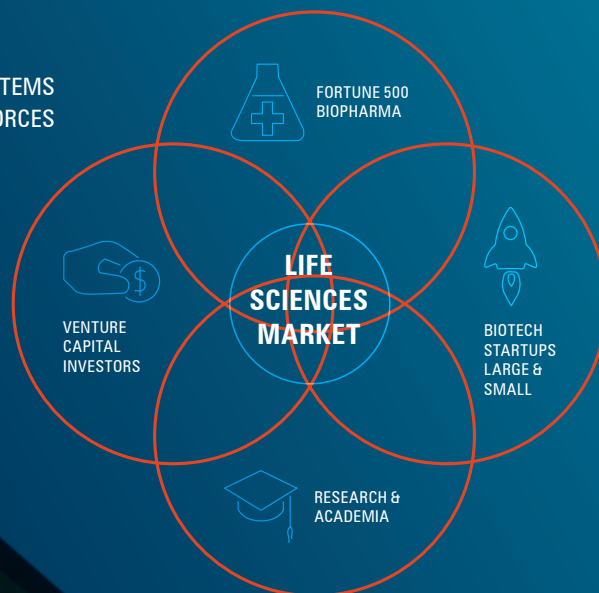 TEMS
ORCES
FORTUNE 500
BIOPHARMA
LIFE
SCIENCES
MARKET
VENTURE
CAPITAL
INVESTORS
BIOTECH
STARTUPS
LARGE &
SMALL
RESEARCH &
ACADEMIA